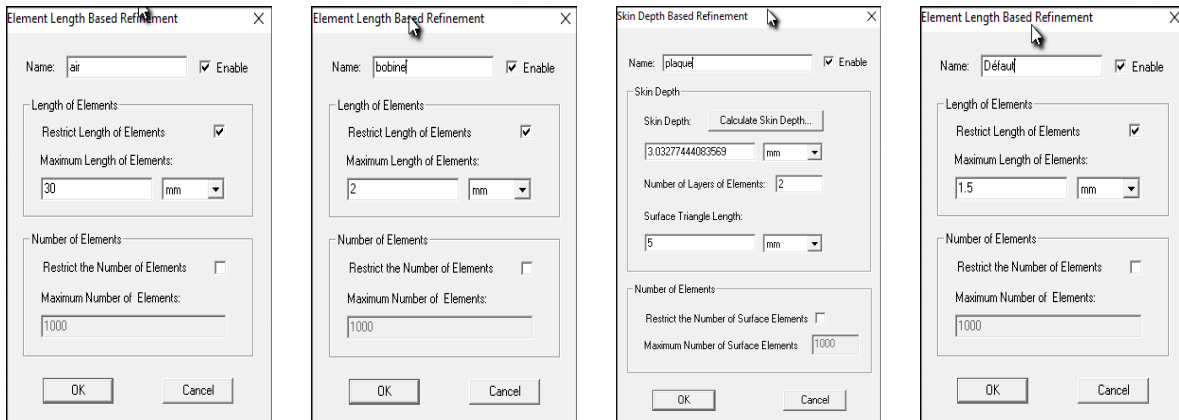 Element Length Based Refinement
Name: air Enable
Length of Elements
Restrict Length of Elements
Maximum Length of Elements:
30 mm
Number of Elements
Restrict the Number of Elements
Maximum Number of Elements:
1000
OK Cancel
Element Length Based Refinement
Name: bobine Enable
Length of Elements
Restrict Length of Elements
Maximum Length of Elements:
2 mm
Number of Elements
Restrict the Number of Elements
Maximum Number of Elements:
1000
OK Cancel
Skin Depth Based Refinement
Name: plaque Enable
Skin Depth
Skin Depth: Calculate Skin Depth...
3.03277444083569 mm
Number of Layers of Elements: 2
Surface Triangle Length:
5 mm
Number of Elements
Restrict the Number of Surface Elements
Maximum Number of Surface Elements 1000
OK Cancel
Element Length Based Refinement
Name: Défaut Enable
Length of Elements
Restrict Length of Elements
Maximum Length of Elements:
1.5 mm
Number of Elements
Restrict the Number of Elements
Maximum Number of Elements:
1000
OK Cancel